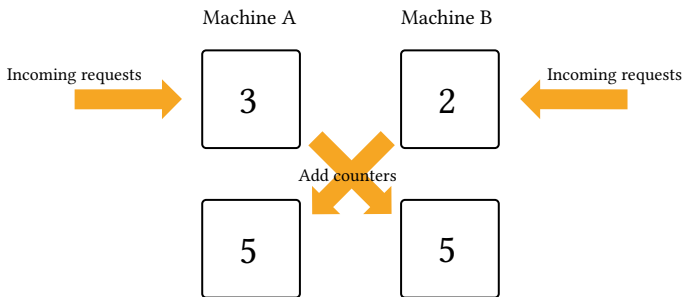 Machine A
Machine B
Incoming requests
3
2
Incoming requests
Add counters
5
5